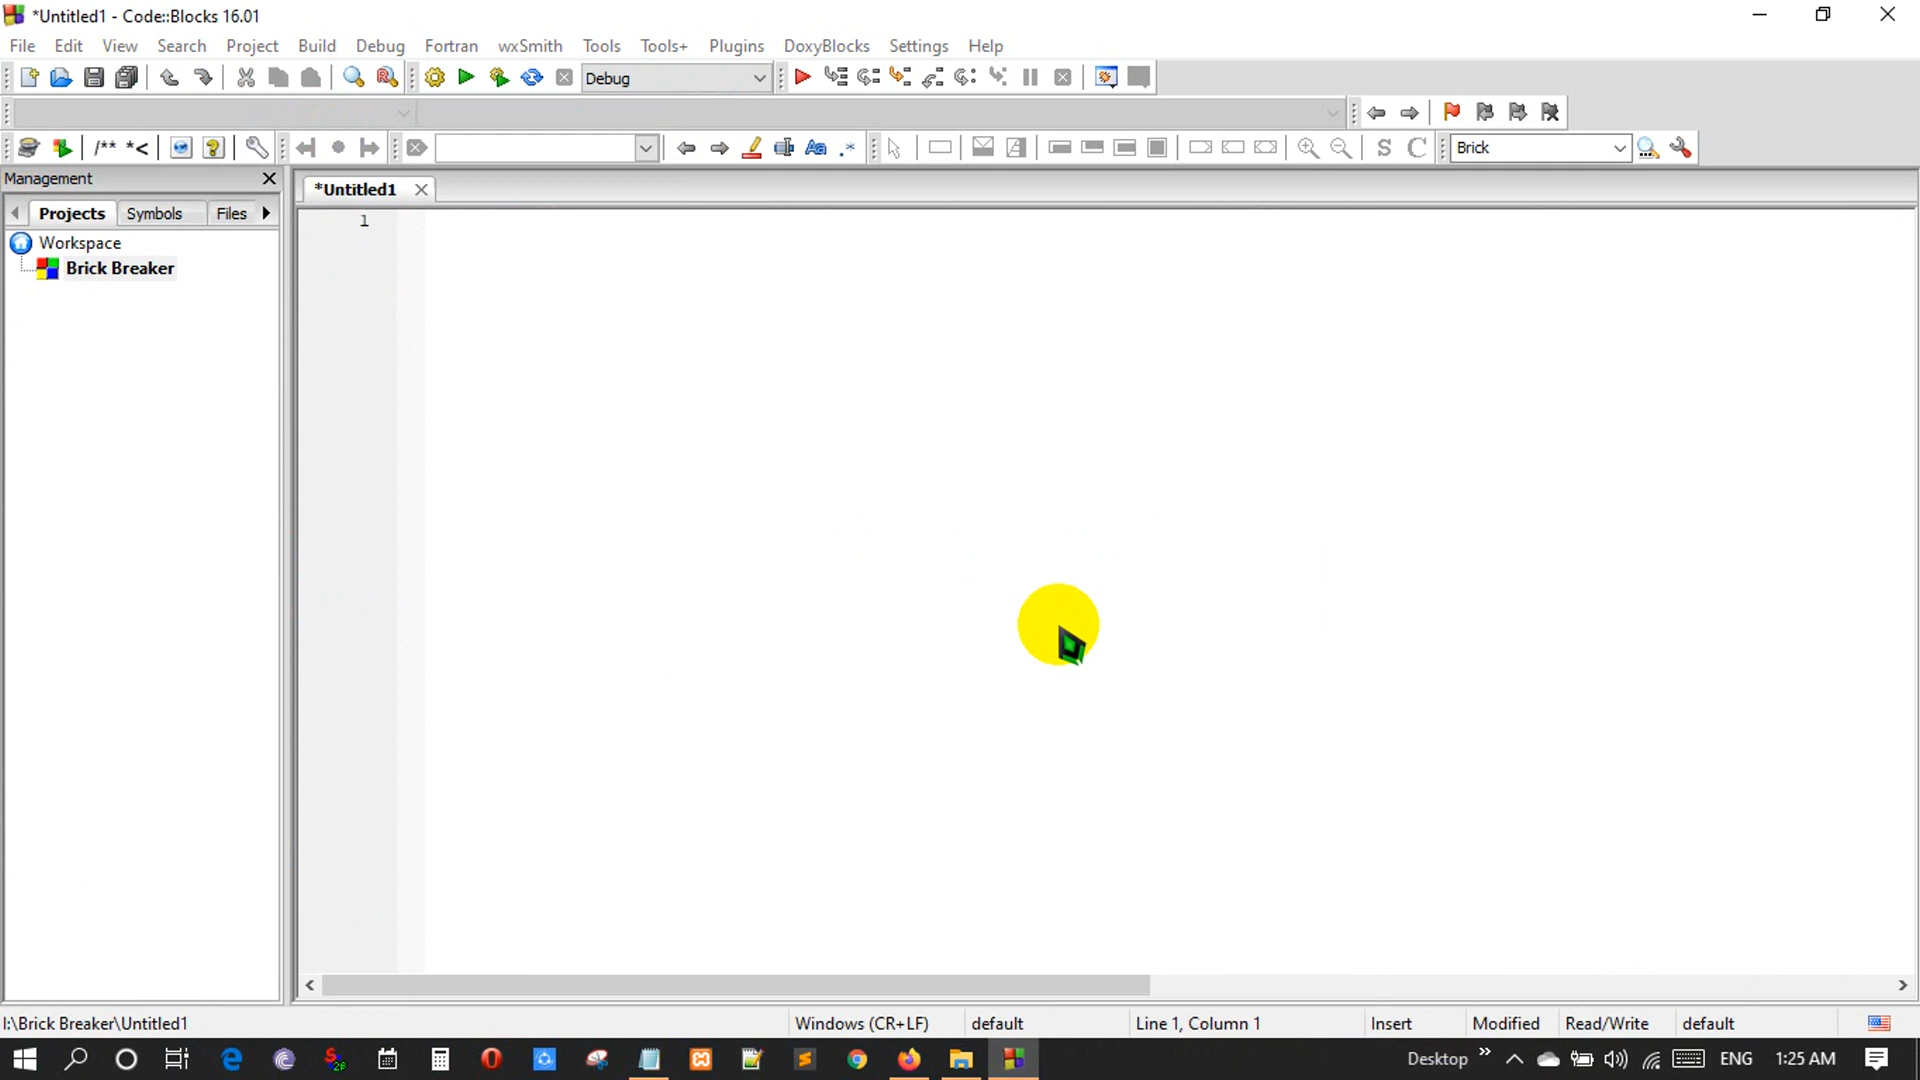 *Untitled1 - Code::Blocks 16.01
File Edit View Search Project Build Debug Fortran wxSmith Tools Tools+ Plugins DoxyBlocks Settings Help
Debug
/** *< Aa .* S C Brick
Management
*Untitled1
Projects Symbols Files
1
Workspace
Brick Breaker
I:\Brick Breaker\Untitled1 Windows (CR+LF) default Line 1, Column 1 Insert Modified Read/Write default
Desktop ENG 1:25 AM